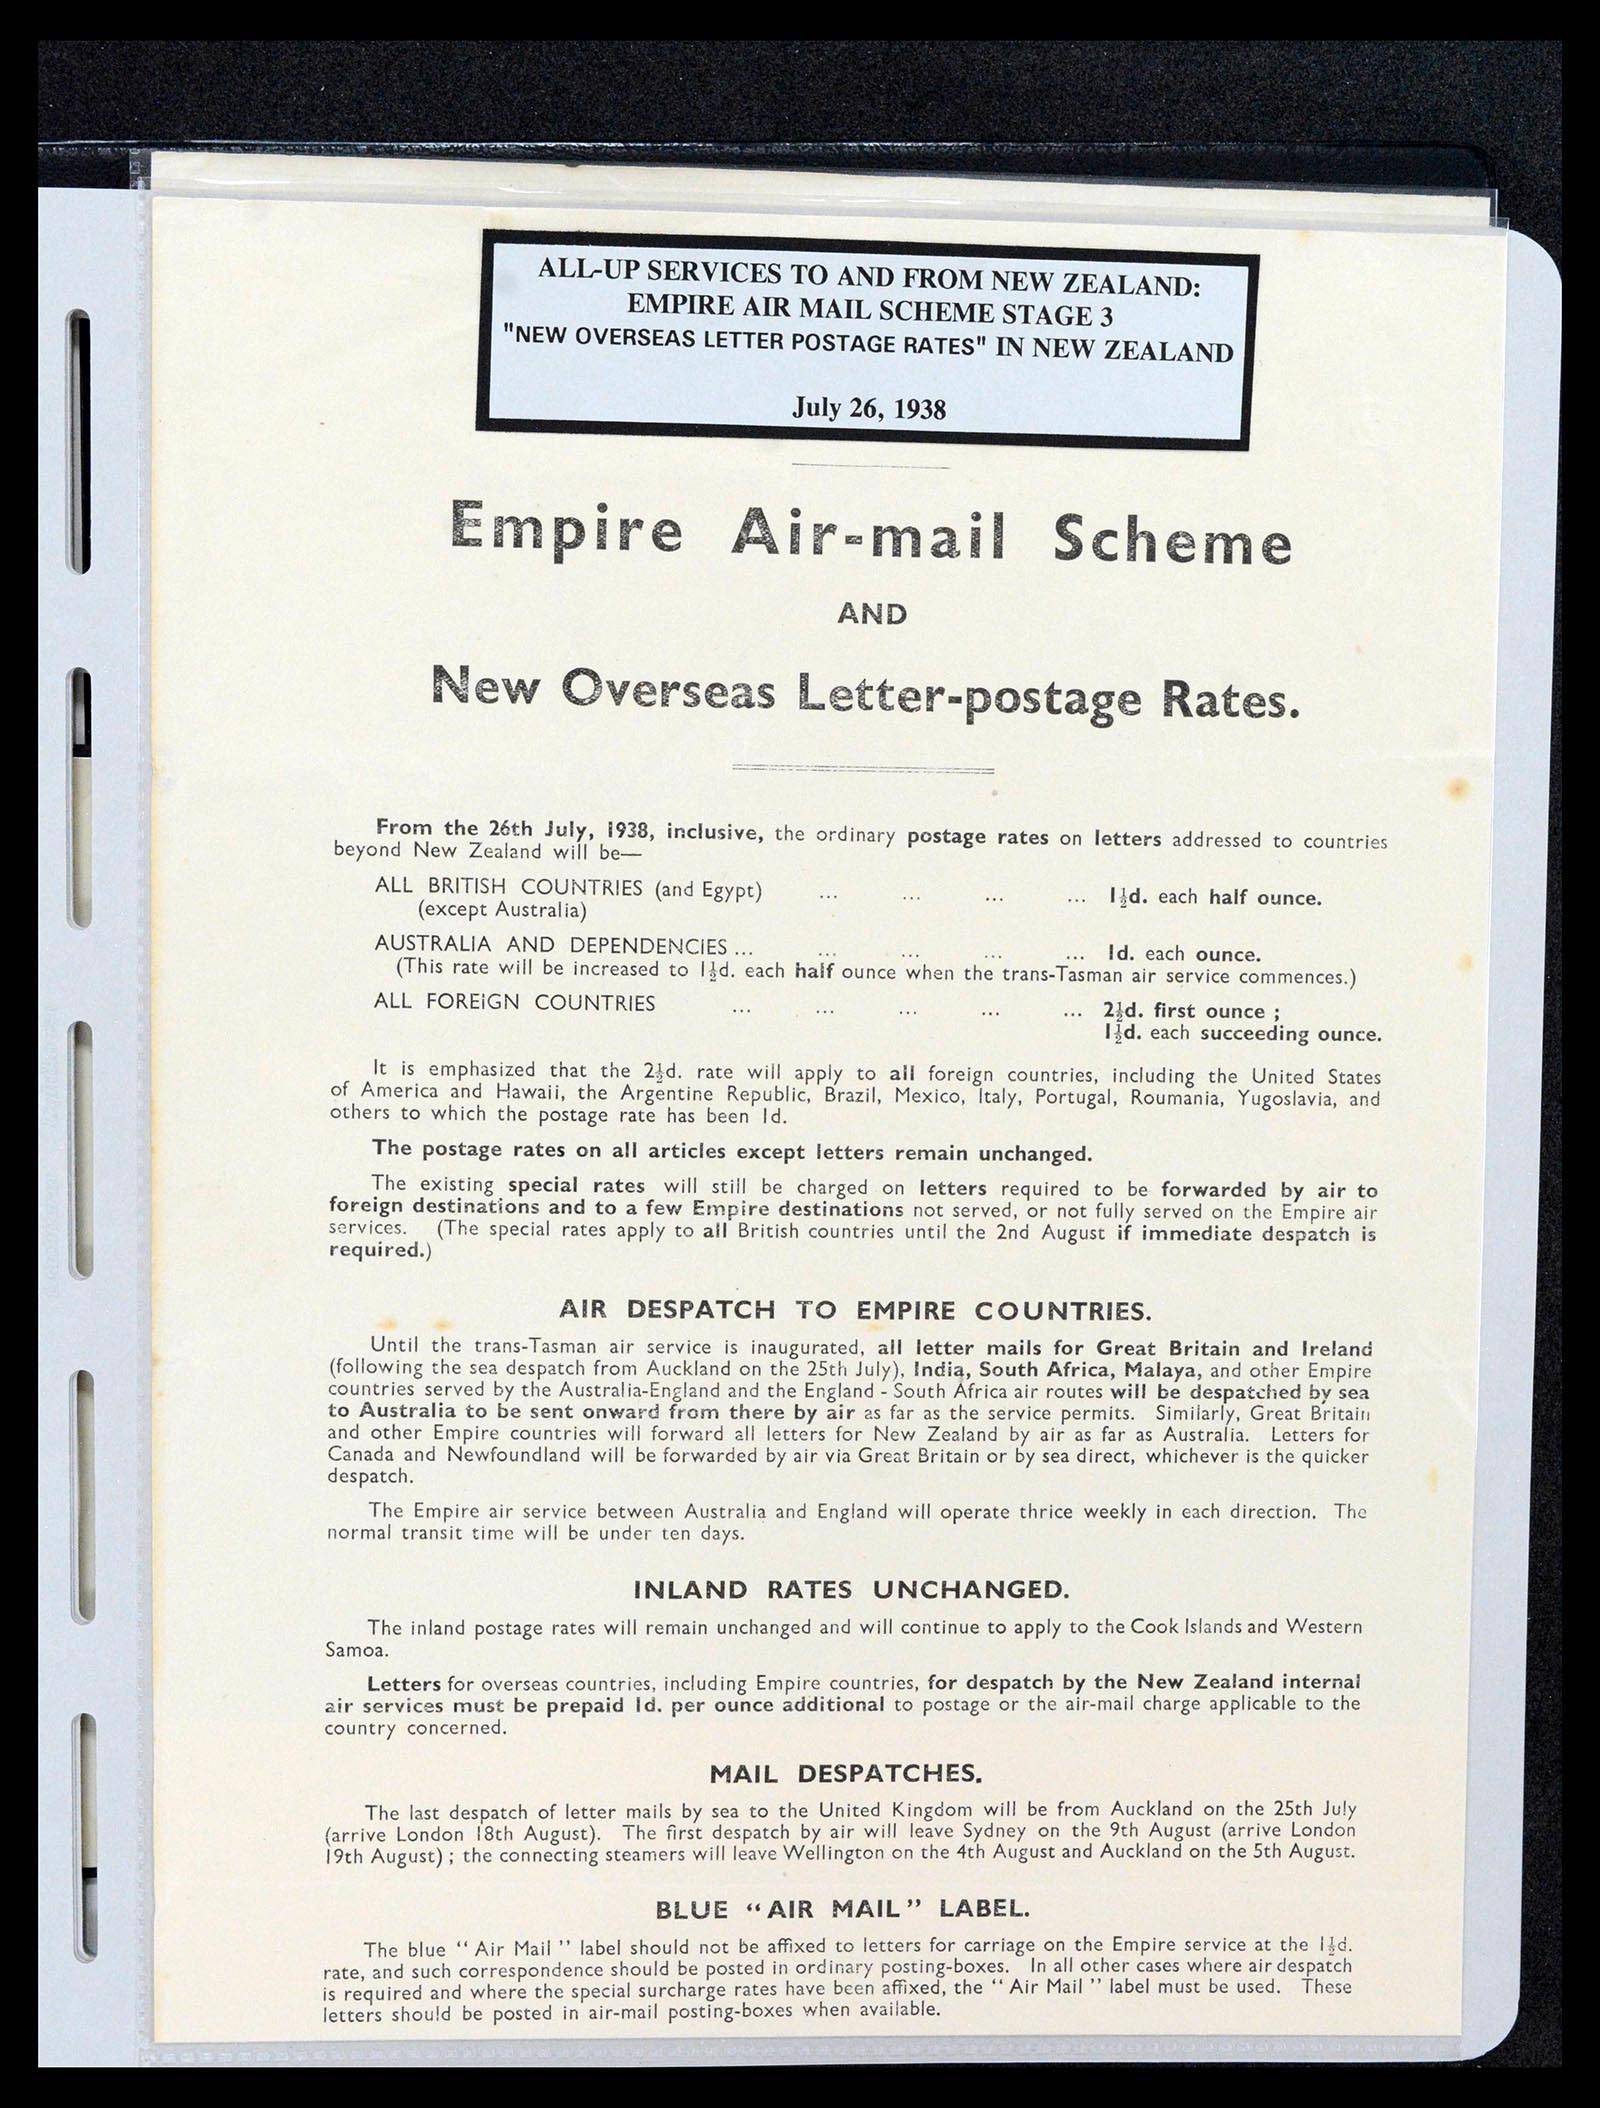 ALL-UP SERVICES TO AND FROM NEW ZEALAND:
EMPIRE AIR MAIL SCHEME STAGE 3
"NEW OVERSEAS LETTER POSTAGE RATES" IN NEW ZEALAND
July 26, 1938
Empire Air-mail Scheme
AND
New Overseas Letter-postage Rates.
From the 26th July, 1938, inclusive, the ordinary postage rates on letters addressed to countries
beyond New Zealand will be—
ALL BRITISH COUNTRIES (and Egypt) ... ... ... ... 1½d. each half ounce.
(except Australia)
AUSTRALIA AND DEPENDENCIES ... ... ... ... ... 1d. each ounce.
(This rate will be increased to 1½d. each half ounce when the trans-Tasman air service commences.)
ALL FOREIGN COUNTRIES ... ... ... ... ... 2½d. first ounce ;
1½d. each succeeding ounce.
It is emphasized that the 2½d. rate will apply to all foreign countries, including the United States
of America and Hawaii, the Argentine Republic, Brazil, Mexico, Italy, Portugal, Roumania, Yugoslavia, and
others to which the postage rate has been 1d.
The postage rates on all articles except letters remain unchanged.
The existing special rates will still be charged on letters required to be forwarded by air to
foreign destinations and to a few Empire destinations not served, or not fully served on the Empire air
services. (The special rates apply to all British countries until the 2nd August if immediate despatch is
required.)
AIR DESPATCH TO EMPIRE COUNTRIES.
Until the trans-Tasman air service is inaugurated, all letter mails for Great Britain and Ireland
(following the sea despatch from Auckland on the 25th July), India, South Africa, Malaya, and other Empire
countries served by the Australia-England and the England - South Africa air routes will be despatched by sea
to Australia to be sent onward from there by air as far as the service permits. Similarly, Great Britain
and other Empire countries will forward all letters for New Zealand by air as far as Australia. Letters for
Canada and Newfoundland will be forwarded by air via Great Britain or by sea direct, whichever is the quicker
despatch.
The Empire air service between Australia and England will operate thrice weekly in each direction. The
normal transit time will be under ten days.
INLAND RATES UNCHANGED.
The inland postage rates will remain unchanged and will continue to apply to the Cook Islands and Western
Samoa.
Letters for overseas countries, including Empire countries, for despatch by the New Zealand internal
air services must be prepaid 1d. per ounce additional to postage or the air-mail charge applicable to the
country concerned.
MAIL DESPATCHES.
The last despatch of letter mails by sea to the United Kingdom will be from Auckland on the 25th July
(arrive London 18th August). The first despatch by air will leave Sydney on the 9th August (arrive London
19th August) ; the connecting steamers will leave Wellington on the 4th August and Auckland on the 5th August.
BLUE “AIR MAIL” LABEL.
The blue “ Air Mail ” label should not be affixed to letters for carriage on the Empire service at the 1½d.
rate, and such correspondence should be posted in ordinary posting-boxes. In all other cases where air despatch
is required and where the special surcharge rates have been affixed, the “ Air Mail ” label must be used. These
letters should be posted in air-mail posting-boxes when available.